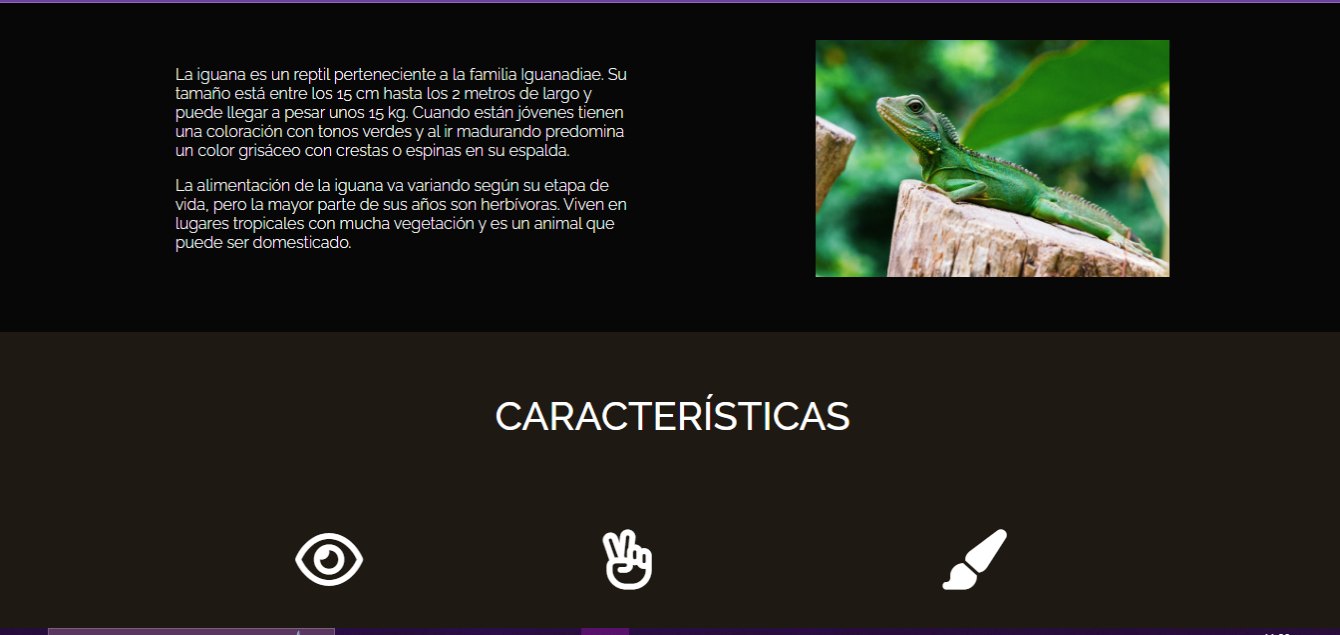 La iguana es un reptil perteneciente a la familia Iguanadiae. Su
tamaño está entre los 15 cm hasta los 2 metros de largo y
puede llegar a pesar unos 15 kg. Cuando están jóvenes tienen
una coloración con tonos verdes y al ir madurando predomina
un color grisáceo con crestas o espinas en su espalda.
La alimentación de la iguana va variando según su etapa de
vida, pero la mayor parte de sus años son herbívoras. Viven en
lugares tropicales con mucha vegetación y es un animal que
puede ser domesticado.
CARACTERÍSTICAS